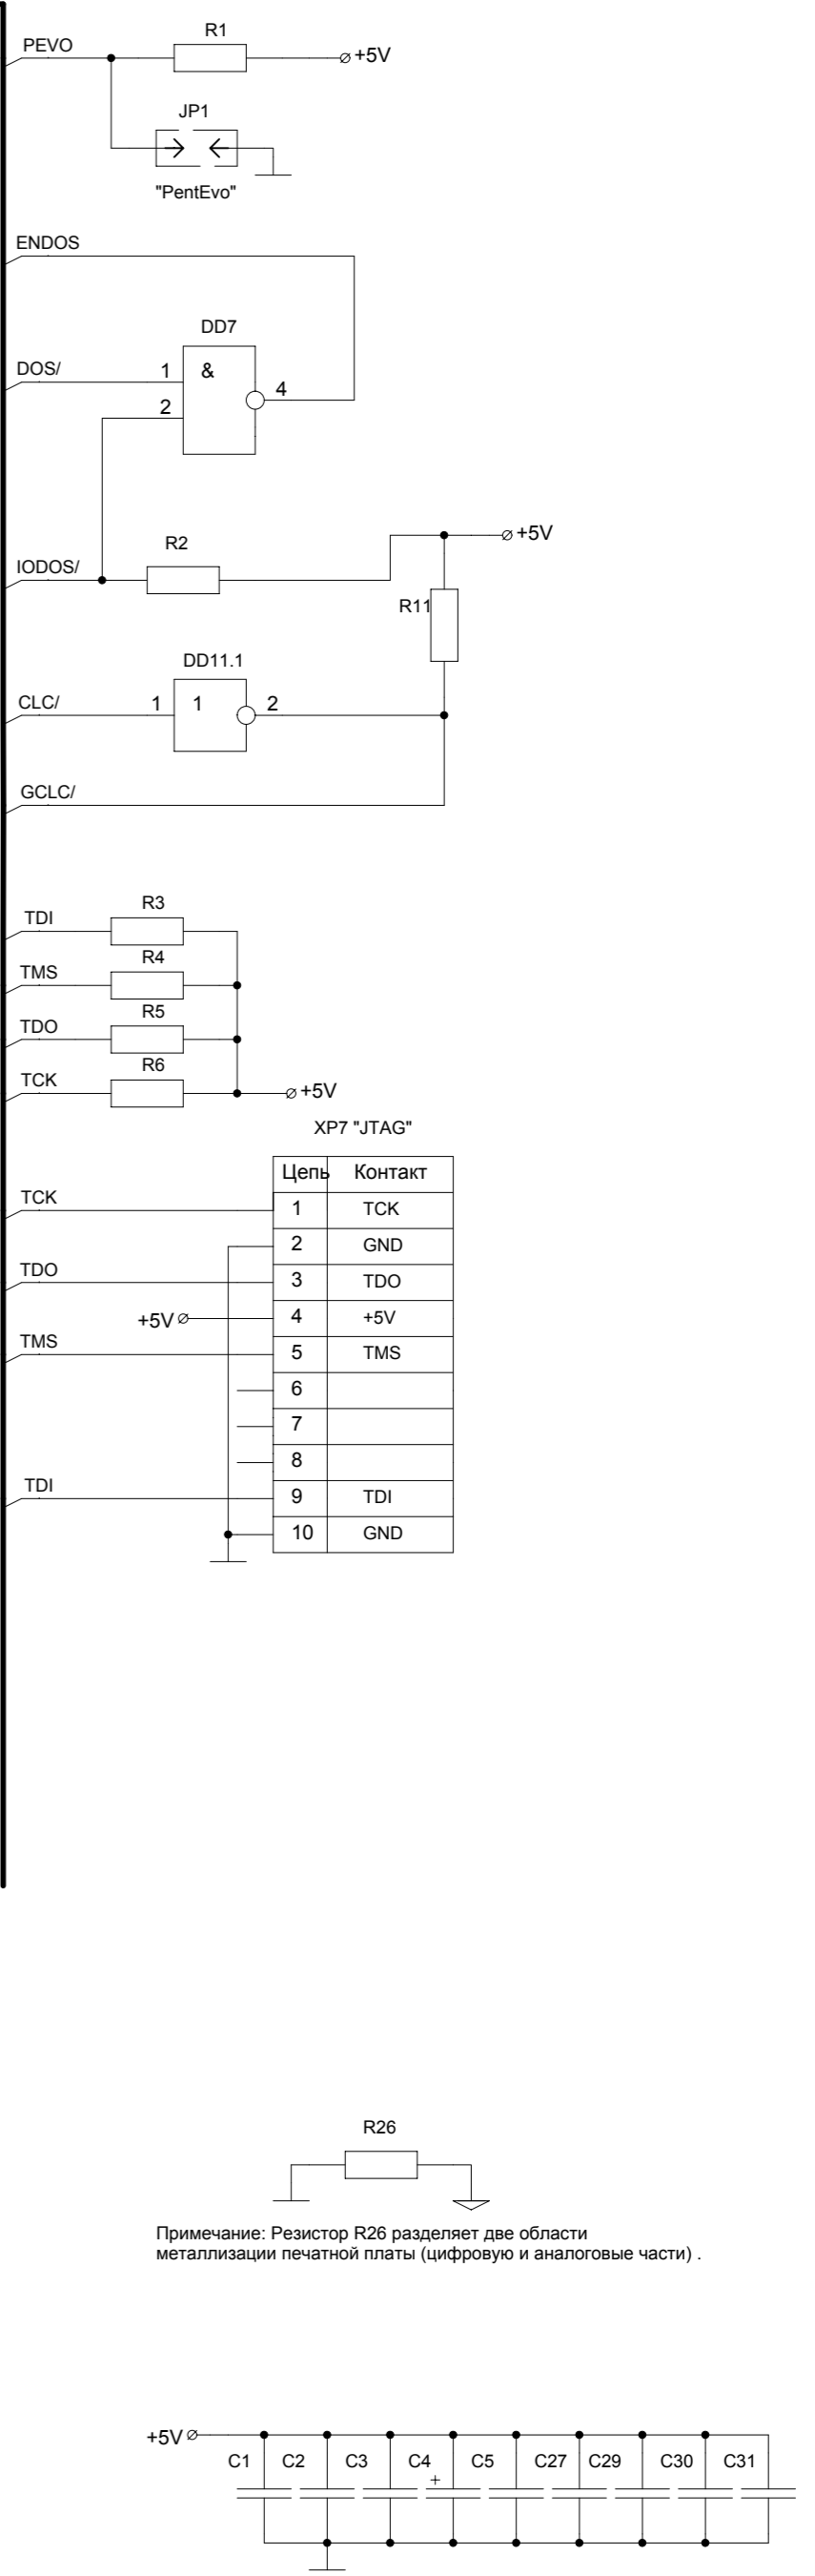 R1
PEVO
+5V
JP1
"PentEvo"
ENDOS
DD7
DOS/
1
&
4
2
+5V
R2
IODOS/
R11
DD11.1
CLC/
1
1
2
GCLC/
R3
TDI
R4
TMS
R5
TDO
R6
TCK
+5V
XP7 "JTAG"
Цепь Контакт
TCK
1 TCK
2 GND
TDO
3 TDO
+5V
4 +5V
TMS
5 TMS
6
7
8
TDI
9 TDI
10 GND
R26
Примечание: Резистор R26 разделяет две области
металлизации печатной платы (цифровую и аналоговые части) .
+5V
C1 C2 C3 C4 C5 C27 C29 C30 C31
+